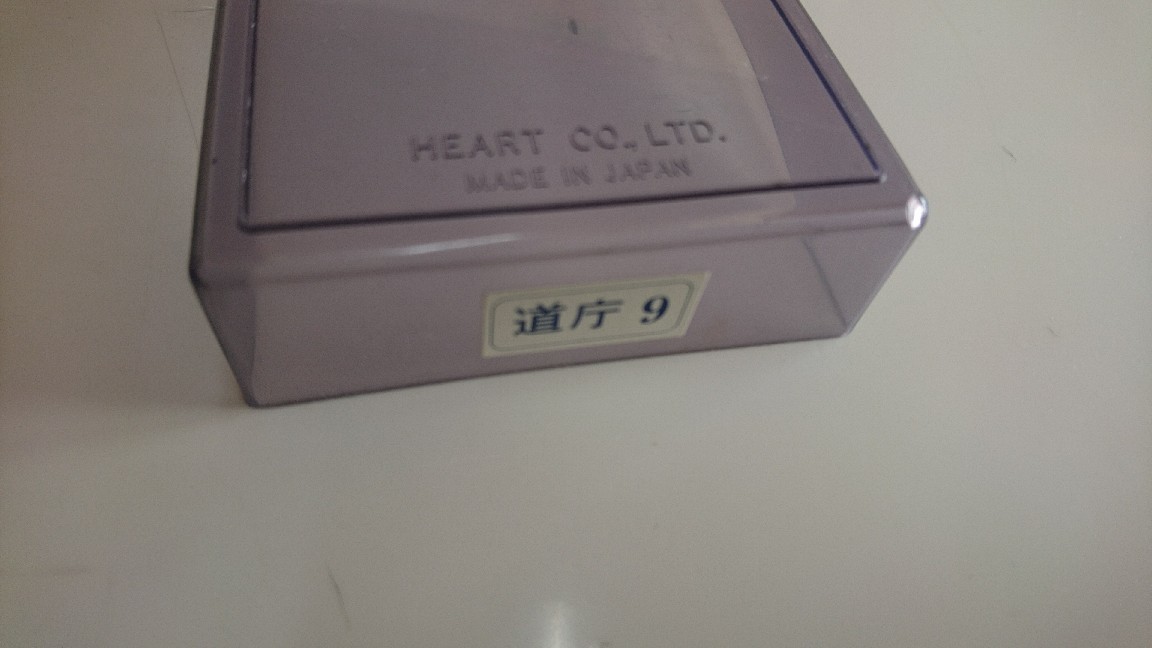 HEART CO., LTD.
MADE IN JAPAN
道庁 9